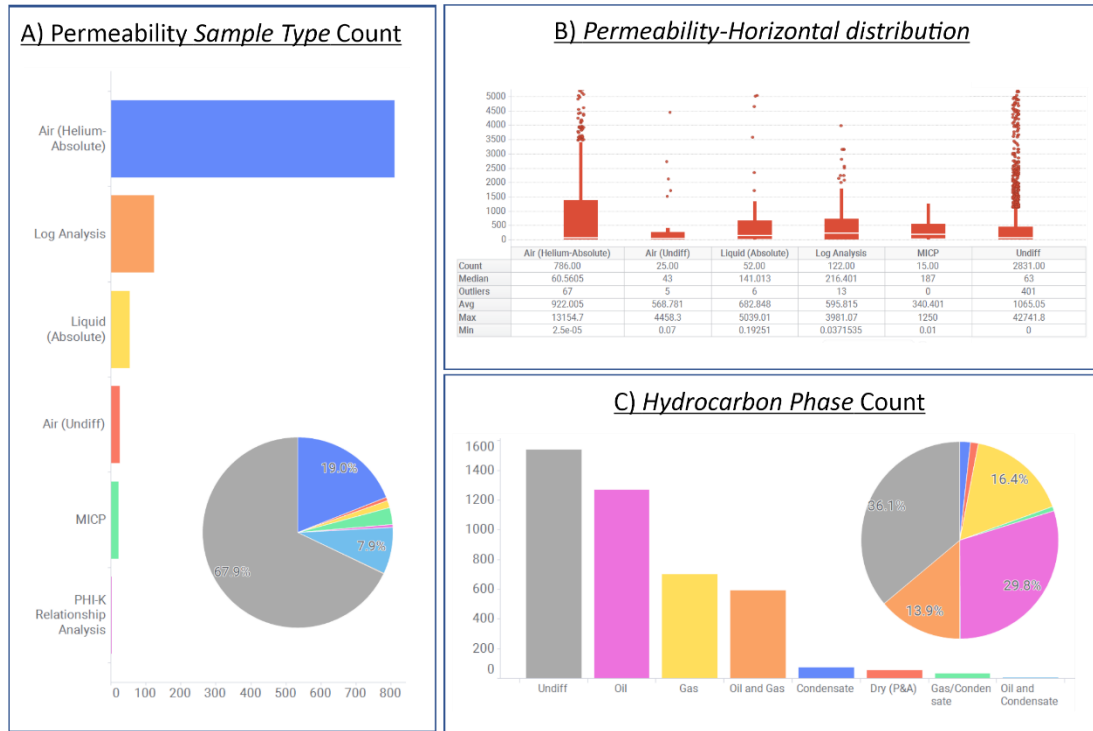 A) Permeability Sample Type Count
Air (Helium-
Absolute)
Log Analysis
Liquid
(Absolute)
Air (Undiff)
MICP
PHI-K
Relationship
Analysis
0 100 200 300 400 500 600 700 800
19.0%
7.9%
67.9%
B) Permeability-Horizontal distribution
5000
4500
4000
3500
3000
2500
2000
1500
1000
500
0
Air (Helium-Absolute) Air (Undiff) Liquid (Absolute) Log Analysis MICP Undiff
Count 786.00 25.00 52.00 122.00 15.00 2831.00
Median 60.5605 43 141.013 216.401 187 63
Outliers 67 5 6 13 0 401
Avg 922.005 568.781 682.848 595.815 340.401 1065.05
Max 13154.7 4458.3 5039.01 3981.07 1250 42741.8
Min 2.5e-05 0.07 0.19251 0.0371535 0.01 0
C) Hydrocarbon Phase Count
1600
1400
1200
1000
800
600
400
200
0
Undiff Oil Gas Oil and Gas Condensate Dry (P&A) Gas/Conden
sate Oil and
Condensate
16.4%
36.1%
29.8%
13.9%